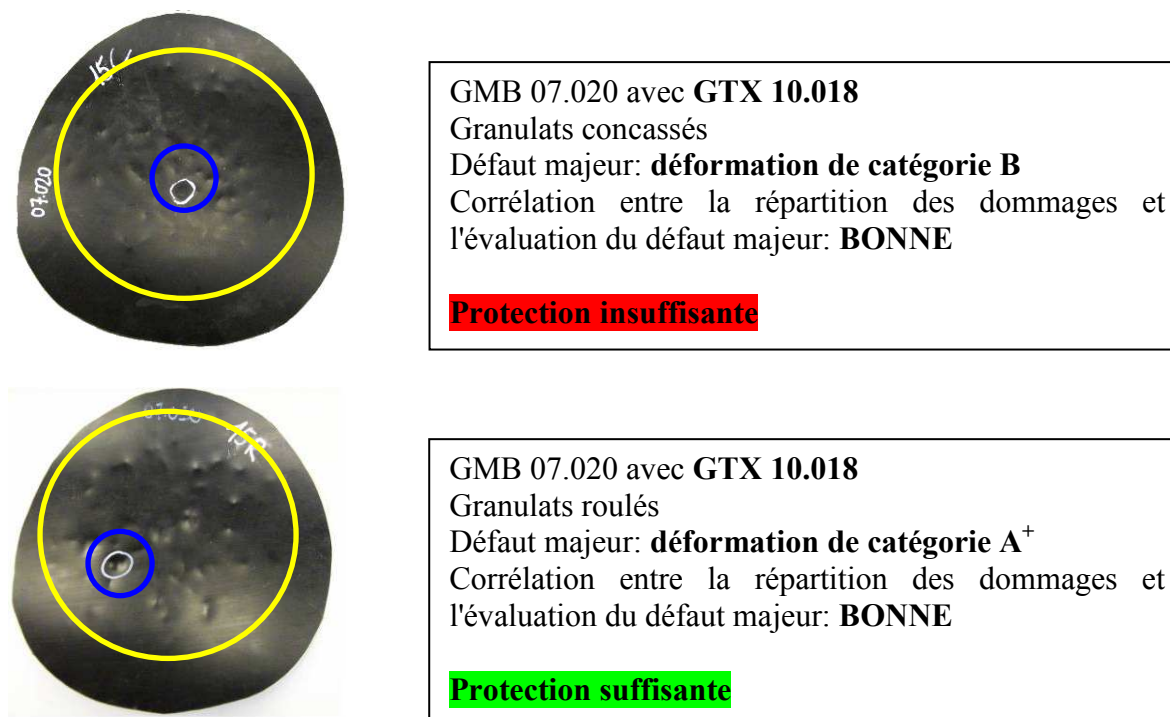 15C
07.020
GMB 07.020 avec GTX 10.018
Granulats concassés
Défaut majeur: déformation de catégorie B
Corrélation entre la répartition des dommages et
l'évaluation du défaut majeur: BONNE
Protection insuffisante
07.020
15R
GMB 07.020 avec GTX 10.018
Granulats roulés
Défaut majeur: déformation de catégorie A+
Corrélation entre la répartition des dommages et
l'évaluation du défaut majeur: BONNE
Protection suffisante